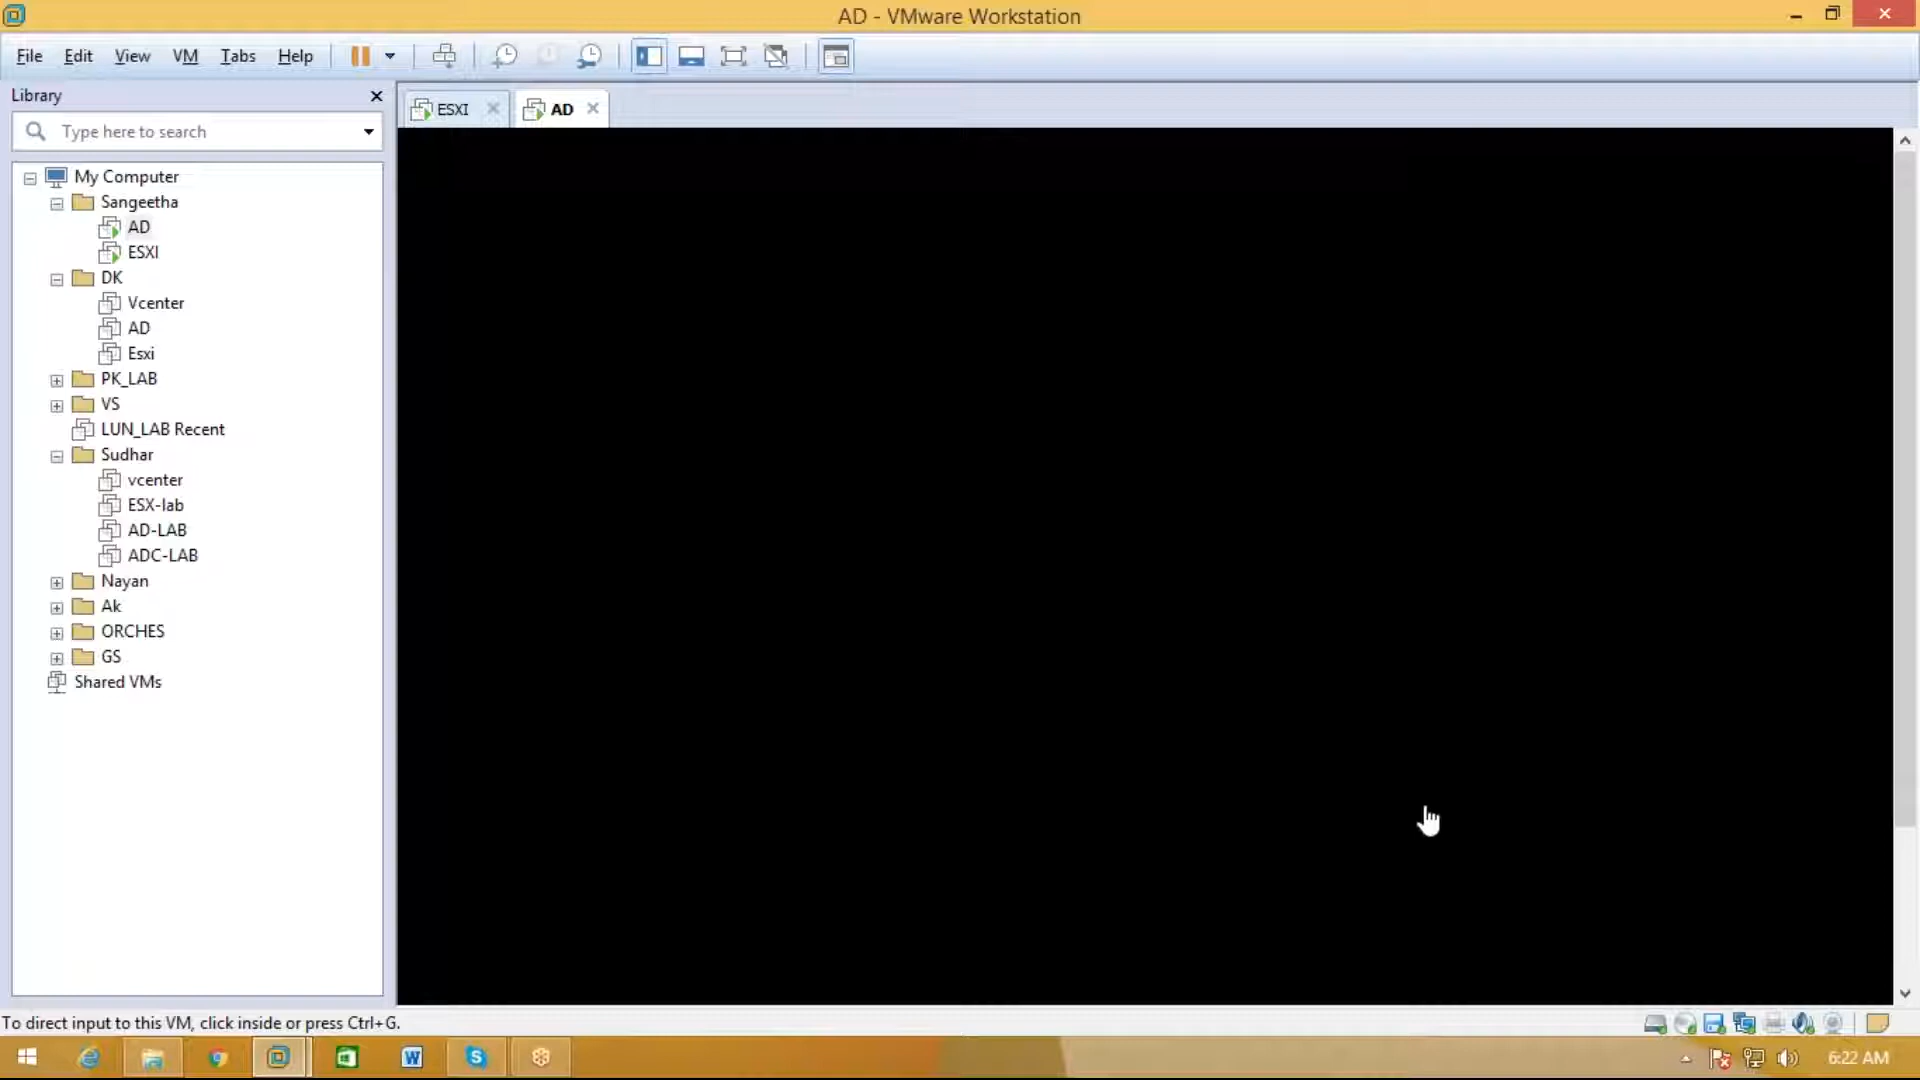 AD - VMware Workstation
File Edit View VM Tabs Help
Library
Type here to search
ESXI AD
My Computer
Sangeetha
AD
ESXI
DK
Vcenter
AD
Esxi
PK_LAB
VS
LUN_LAB Recent
Sudhar
vcenter
ESX-lab
AD-LAB
ADC-LAB
Nayan
Ak
ORCHES
GS
Shared VMs
To direct input to this VM, click inside or press Ctrl+G.
6:22 AM